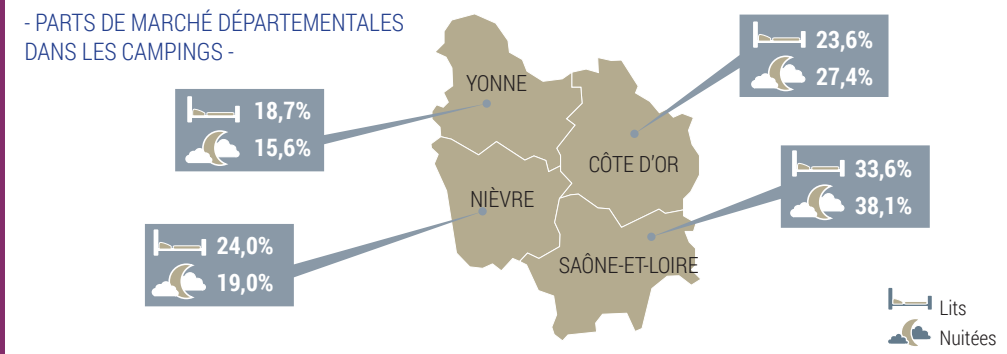 - PARTS DE MARCHÉ DÉPARTEMENTALES
DANS LES CAMPINGS -
YONNE
18,7%
15,6%
23,6%
27,4%
CÔTE D'OR
NIÈVRE
24,0%
19,0%
33,6%
38,1%
SAÔNE-ET-LOIRE
Lits
Nuitées